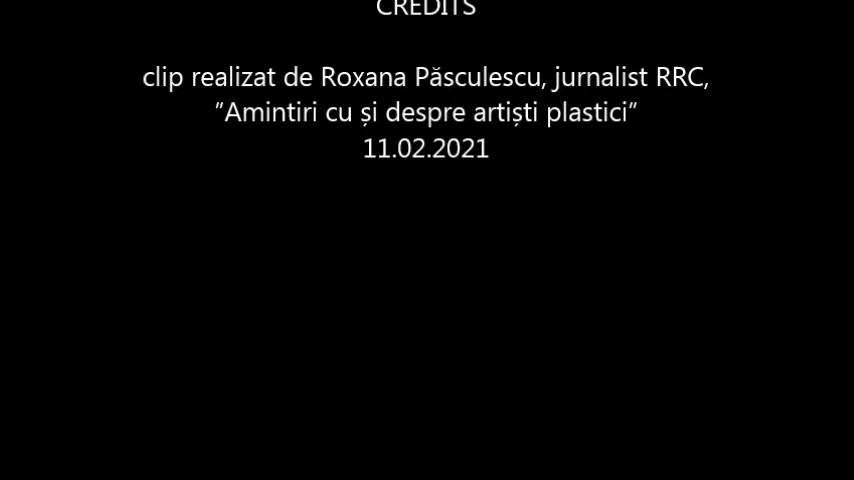 CREDITS
clip realizat de Roxana Păsculescu, jurnalist RRC,
”Amintiri cu și despre artiști plastici”
11.02.2021